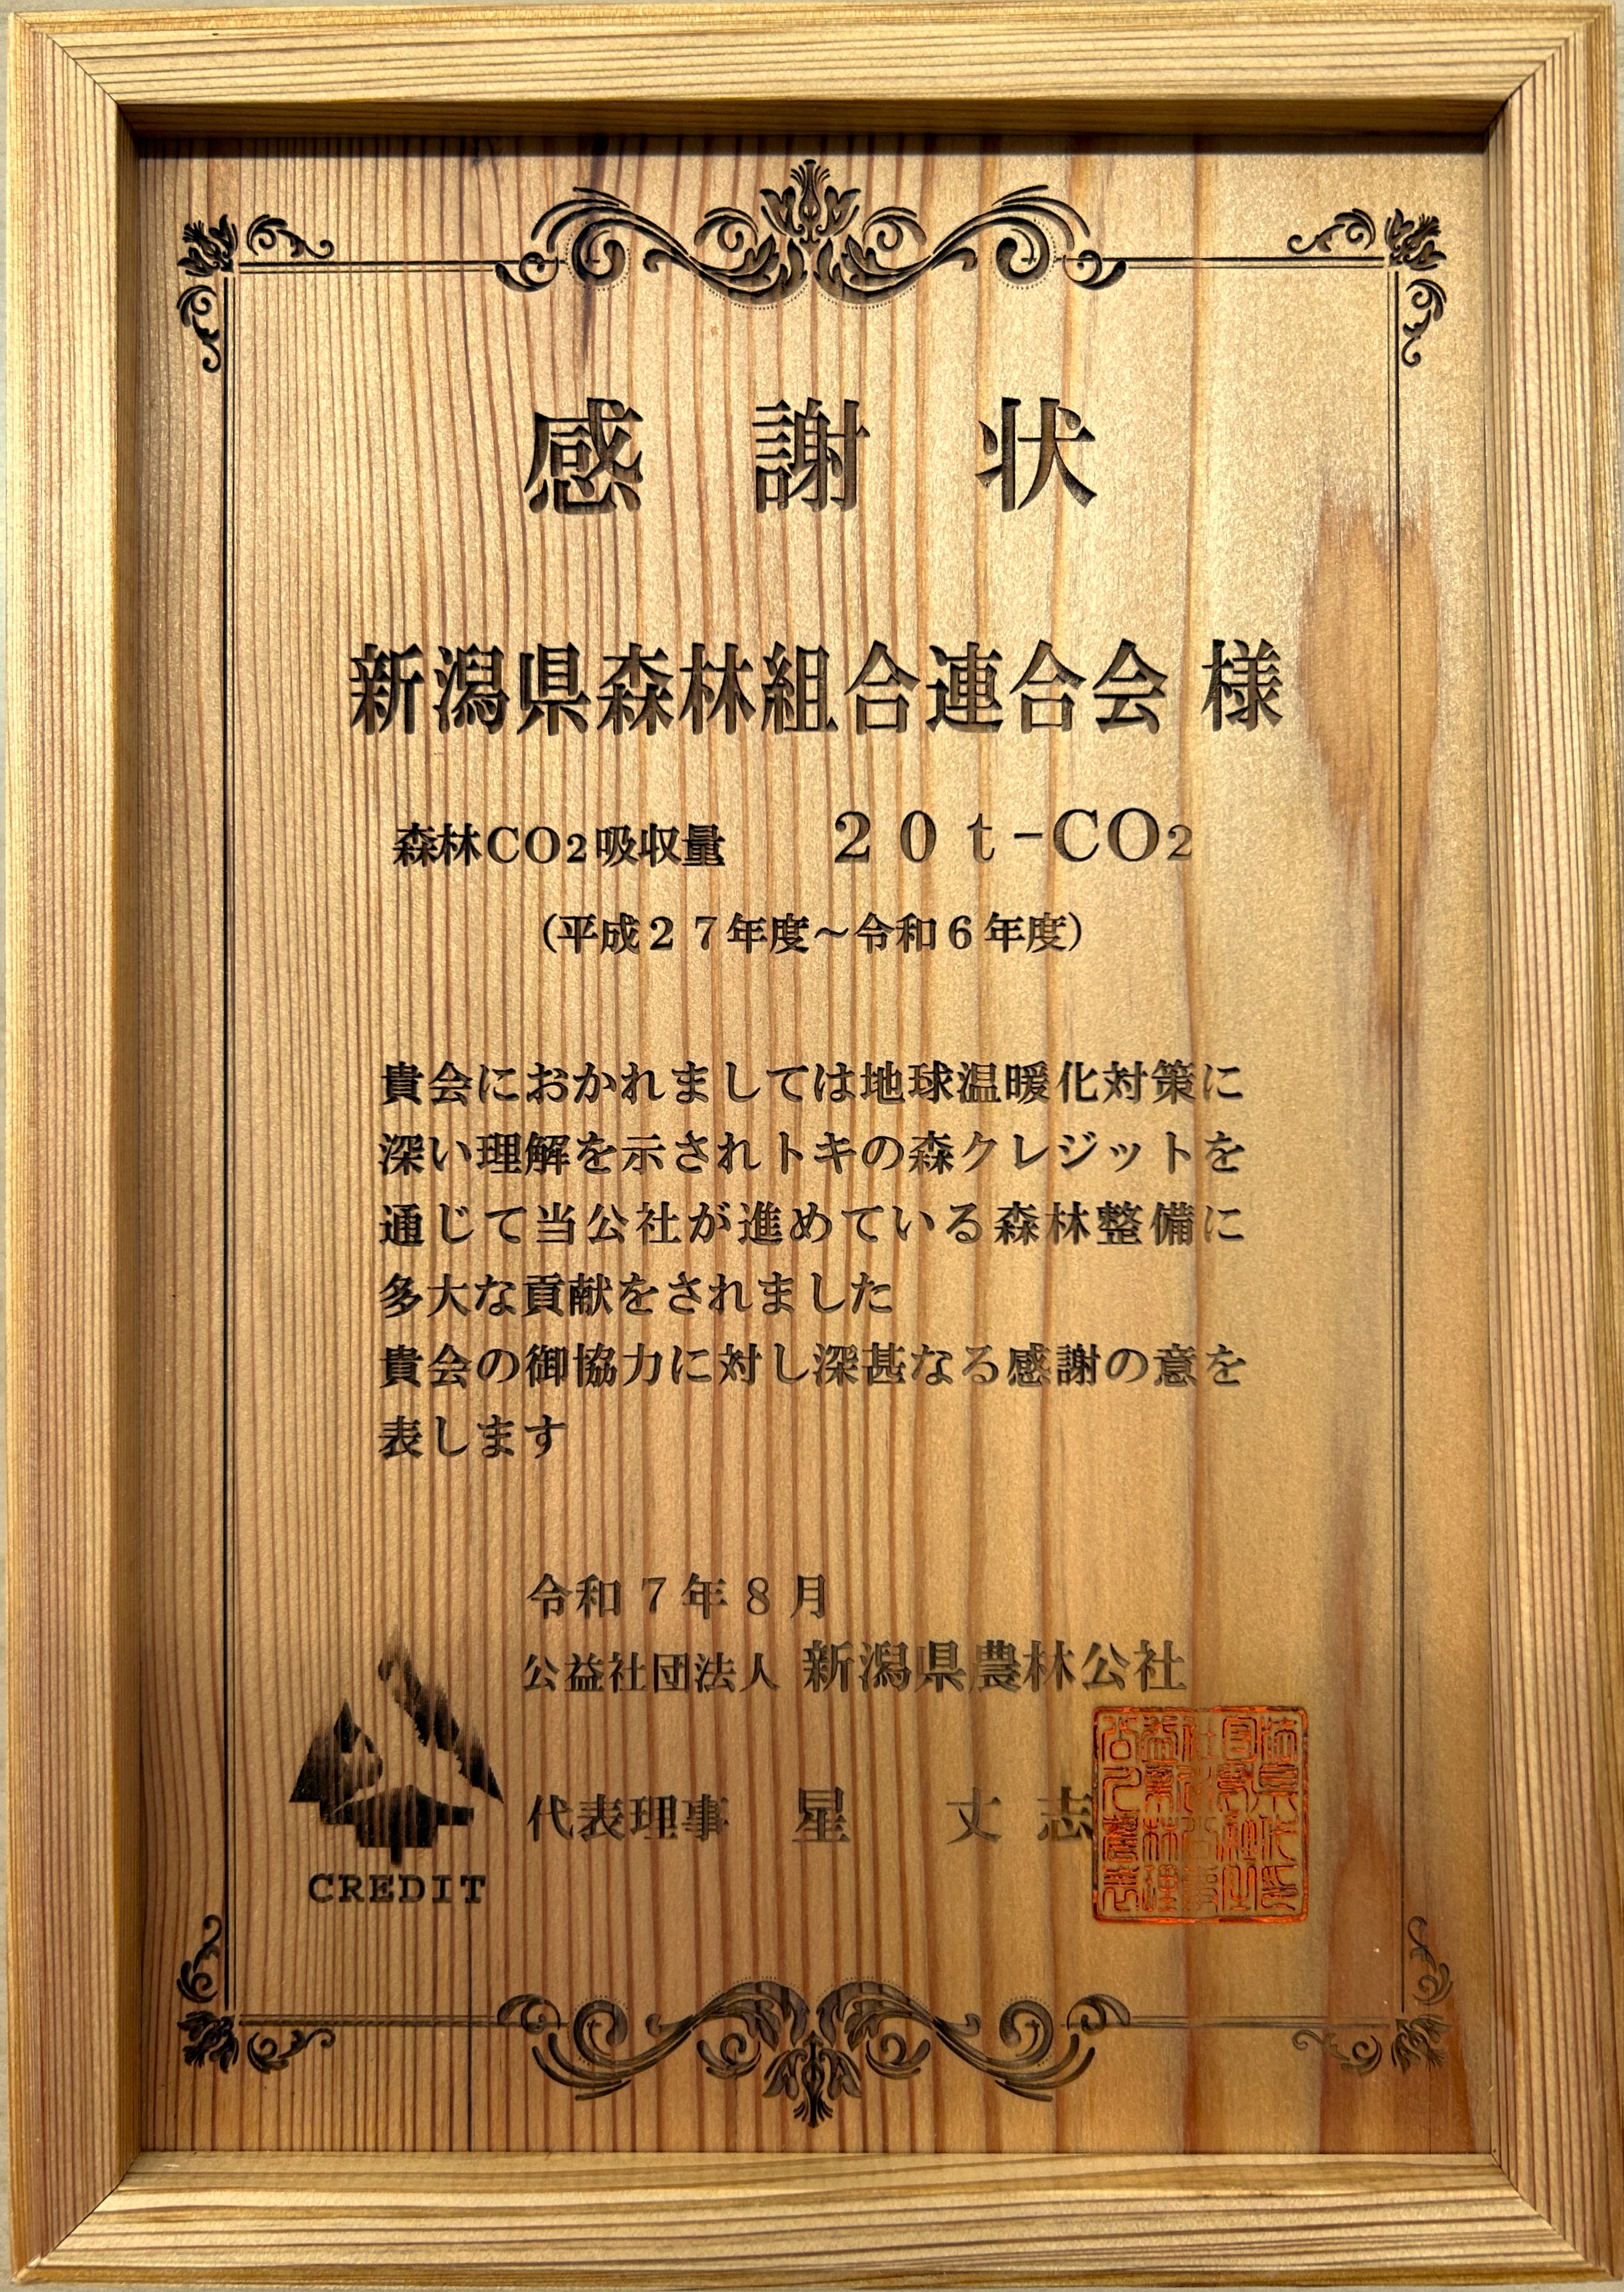 感謝状
新潟県森林組合連合会 様
森林CO2吸収量 20t-CO2
(平成27年度~令和6年度)
貴会におかれましては地球温暖化対策に
深い理解を示されトキの森クレジットを
通じて当公社が進めている森林整備に
多大な貢献をされました
貴会の御協力に対し深甚なる感謝の意を
表します
令和7年8月
公益社団法人 新潟県農林公社
代表理事 星 丈志
CREDIT